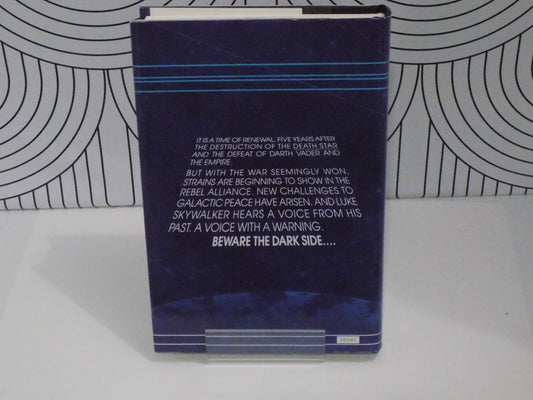 IT IS A TIME OF RENEWAL, FIVE YEARS AFTER
THE DESTRUCTION OF THE DEATH STAR
AND THE DEFEAT OF DARTH VADER AND
THE EMPIRE.
BUT WITH THE WAR SEEMINGLY WON,
STRAINS ARE BEGINNING TO SHOW IN THE
REBEL ALLIANCE. NEW CHALLENGES TO
GALACTIC PEACE HAVE ARISEN. AND LUKE
SKYWALKER HEARS A VOICE FROM HIS
PAST. A VOICE WITH A WARNING.
BEWARE THE DARK SIDE....